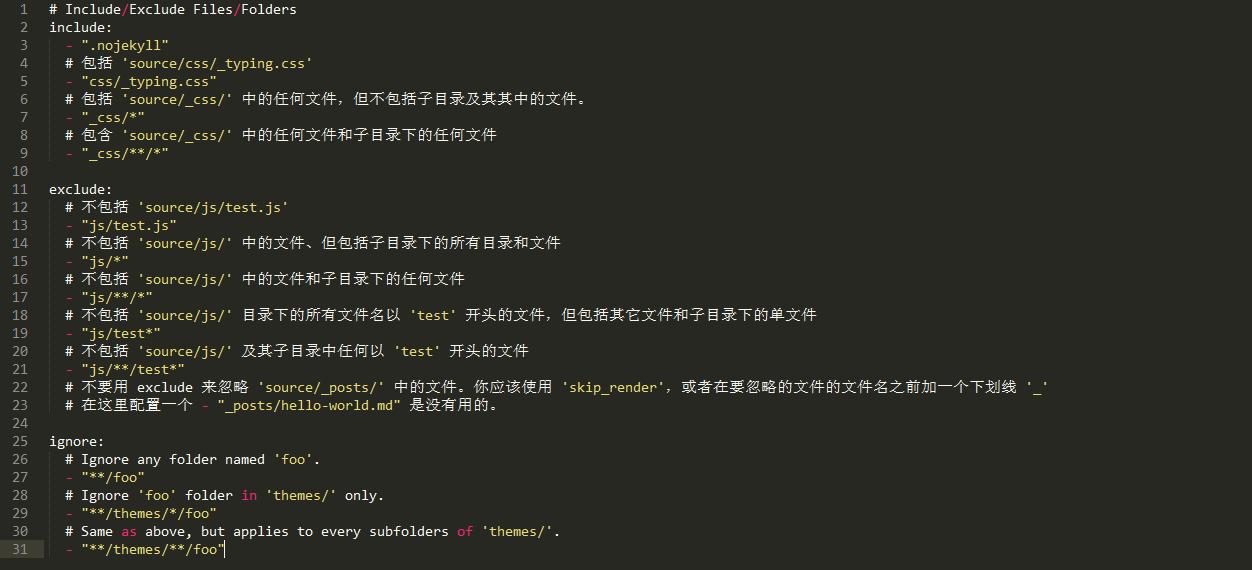 1 # Include/Exclude Files/Folders
2 include:
3 - ".nojekyll"
4 # 包括 'source/css/_typing.css'
5 - "css/_typing.css"
6 # 包括 'source/_css/' 中的任何文件，但不包括子目录及其其中的文件。
7 - "_css/*"
8 # 包含 'source/_css/' 中的任何文件和子目录下的任何文件
9 - "_css/**/*"
10
11 exclude:
12 # 不包括 'source/js/test.js'
13 - "js/test.js"
14 # 不包括 'source/js/' 中的文件、但包括子目录下的所有目录和文件
15 - "js/*"
16 # 不包括 'source/js/' 中的文件和子目录下的任何文件
17 - "js/**/*"
18 # 不包括 'source/js/' 目录下的所有文件名以 'test' 开头的文件，但包括其它文件和子目录下的单文件
19 - "js/test*"
20 # 不包括 'source/js/' 及其子目录中任何以 'test' 开头的文件
21 - "js/**/test*"
22 # 不要用 exclude 来忽略 'source/_posts/' 中的文件。你应该使用 'skip_render'，或者在要忽略的文件的文件名之前加一个下划线 '_'
23 # 在这里配置一个 - "_posts/hello-world.md" 是没有用的。
24
25 ignore:
26 # Ignore any folder named 'foo'.
27 - "**/foo"
28 # Ignore 'foo' folder in 'themes/' only.
29 - "**/themes/*/foo"
30 # Same as above, but applies to every subfolders of 'themes/'.
31 - "**/themes/**/foo"